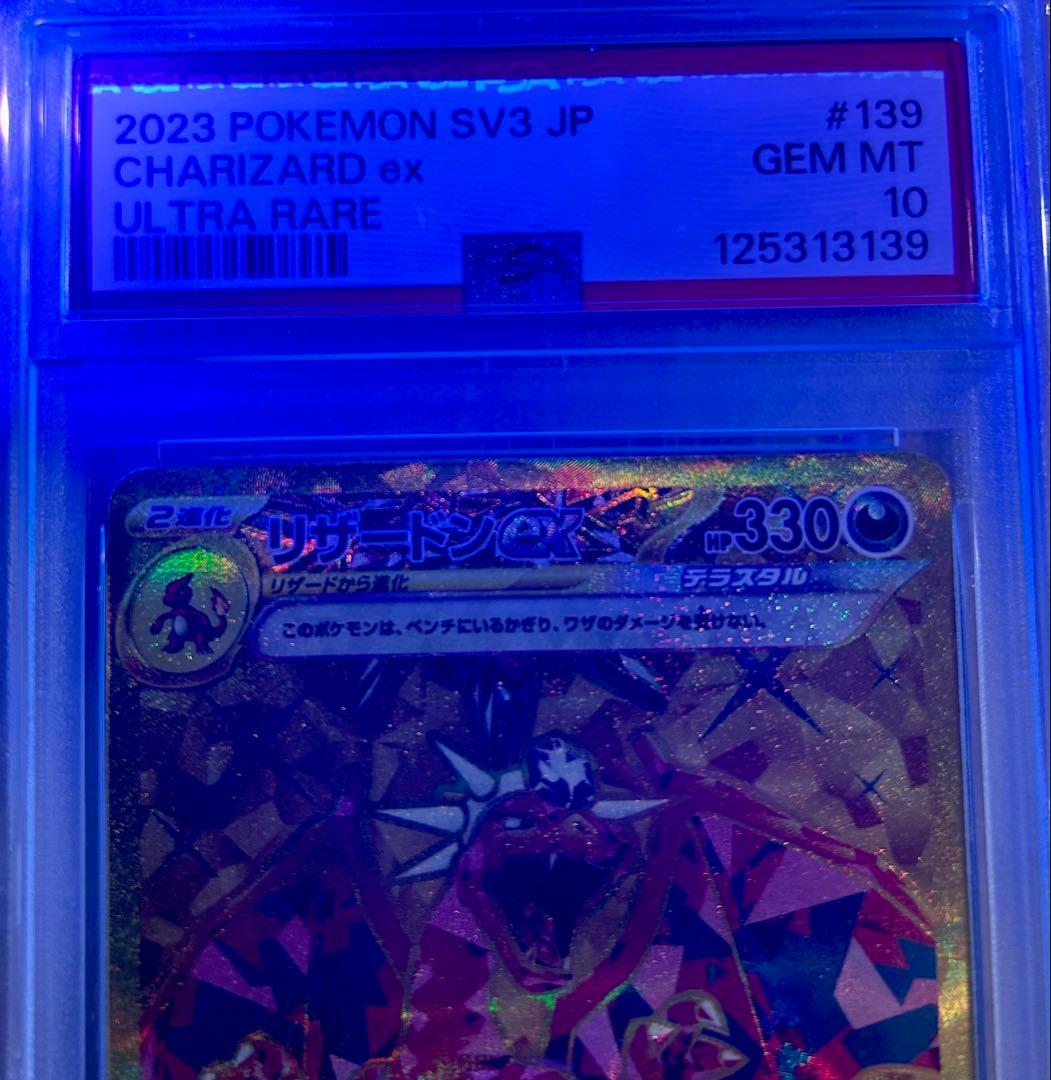 2023 POKEMON SV3 JP
#139
CHARIZARD ex
GEM MT
ULTRA RARE
10
125313139
PSA
2進化
リザードンex
HP330
リザードから進化
テラスタル
このポケモンは、ベンチにいるかぎり、ワザのダメージを受けない。